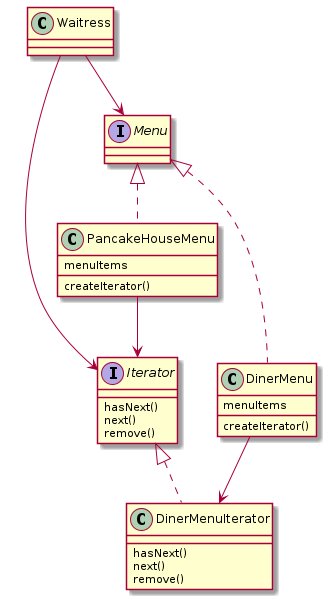 C Waitress
I Menu
C PancakeHouseMenu
menuItems
createIterator()
I Iterator
hasNext()
next()
remove()
C DinerMenu
menuItems
createIterator()
C DinerMenuIterator
hasNext()
next()
remove()